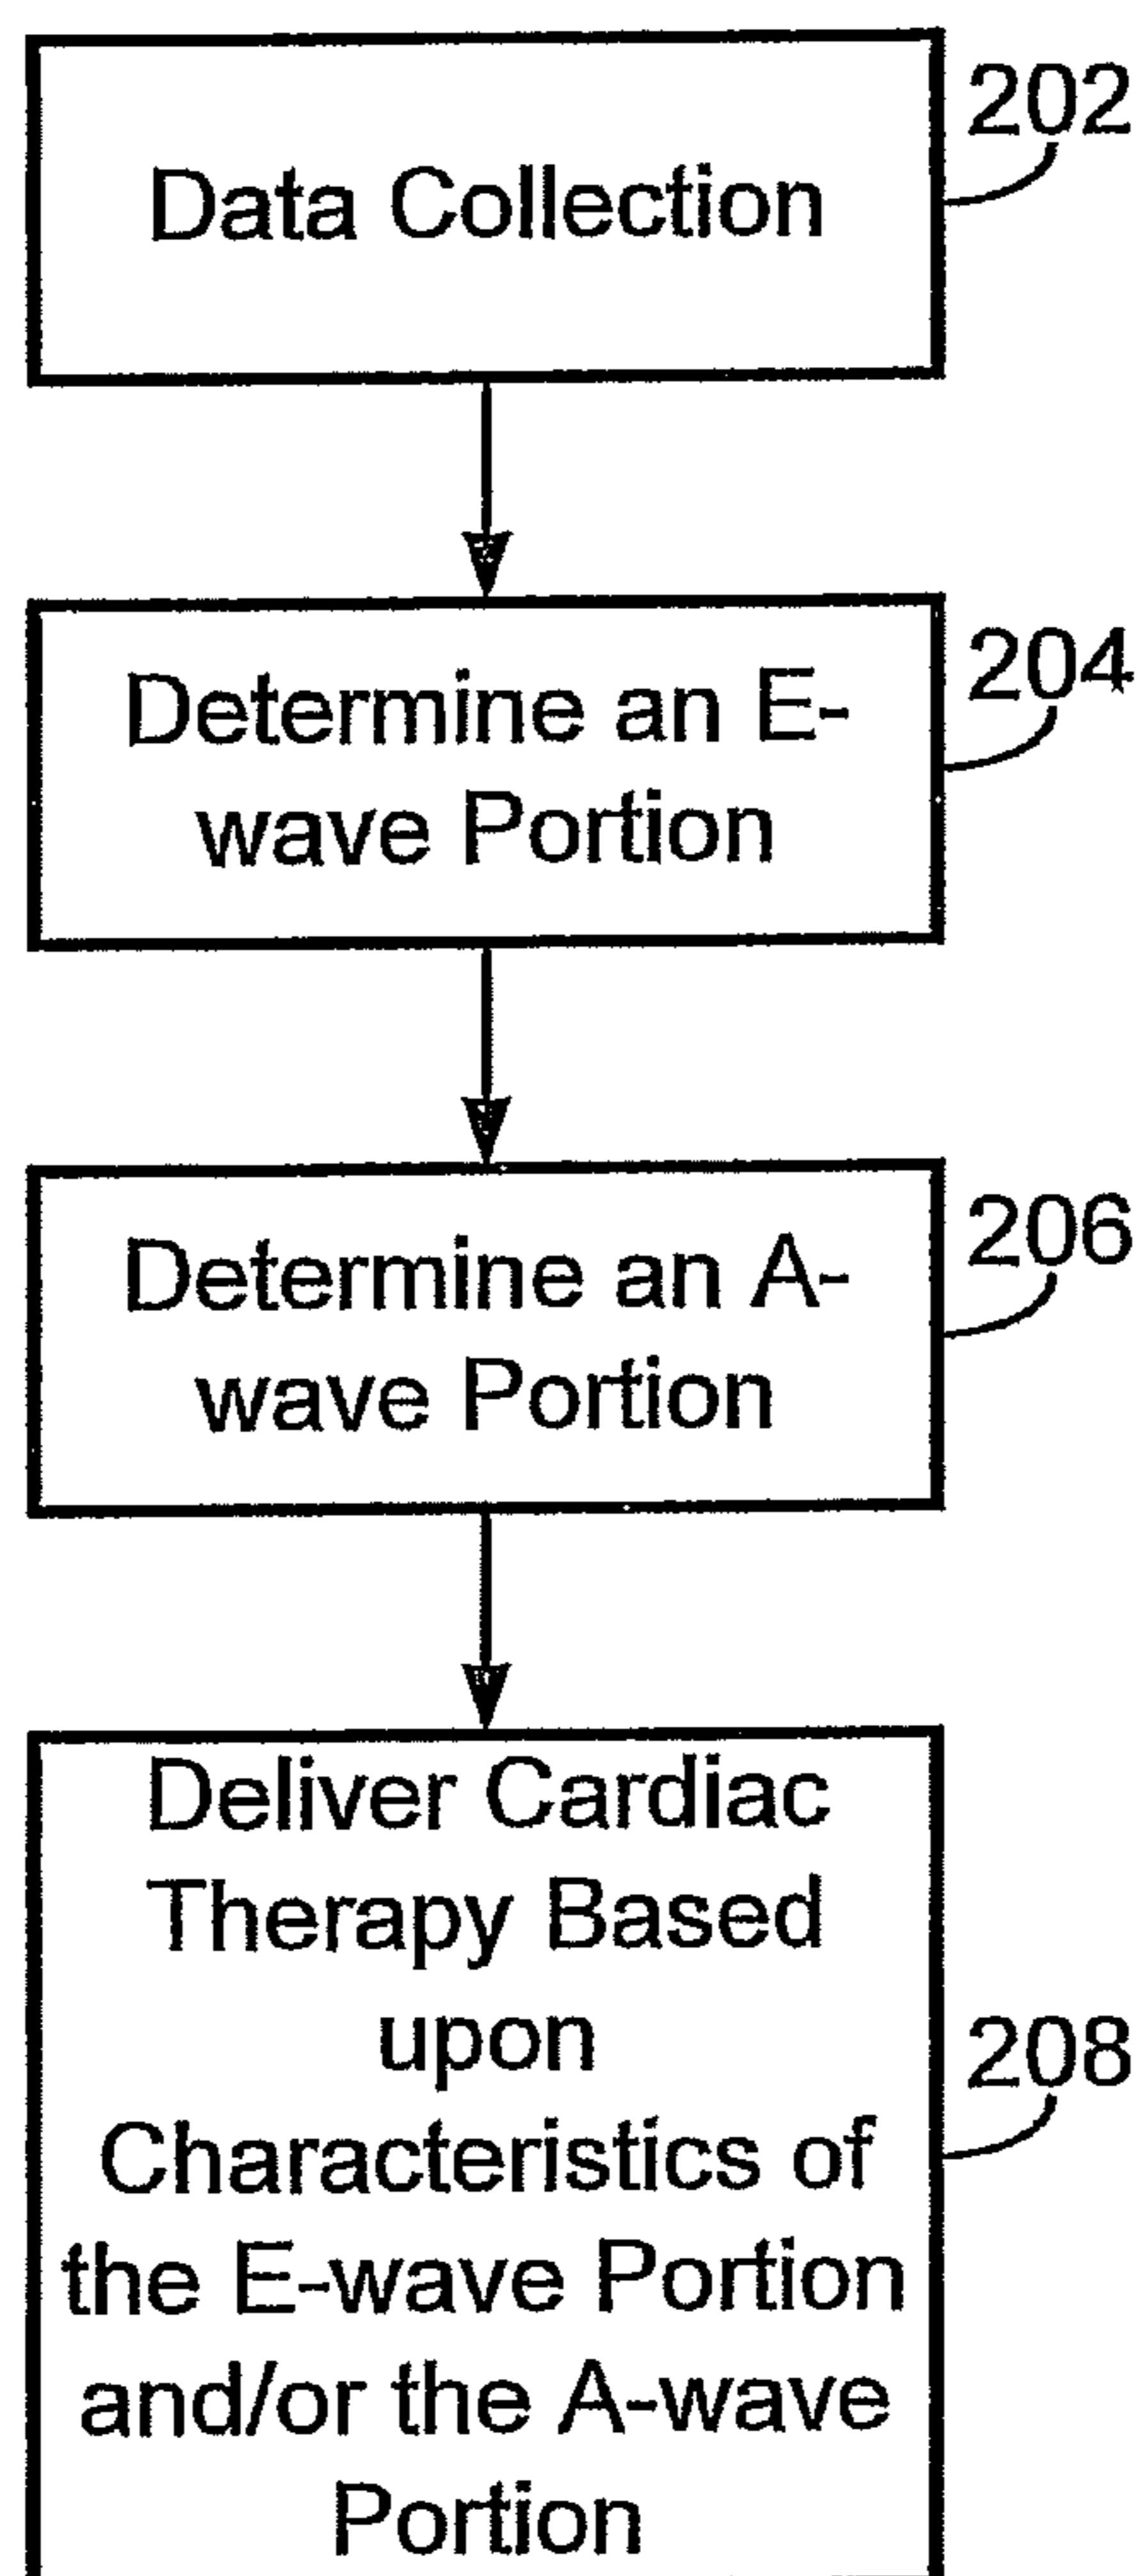 Data Collection
202
Determine an E-
wave Portion
204
Determine an A-
wave Portion
206
Deliver Cardiac
Therapy Based
upon
Characteristics of
the E-wave Portion
and/or the A-wave
Portion
208